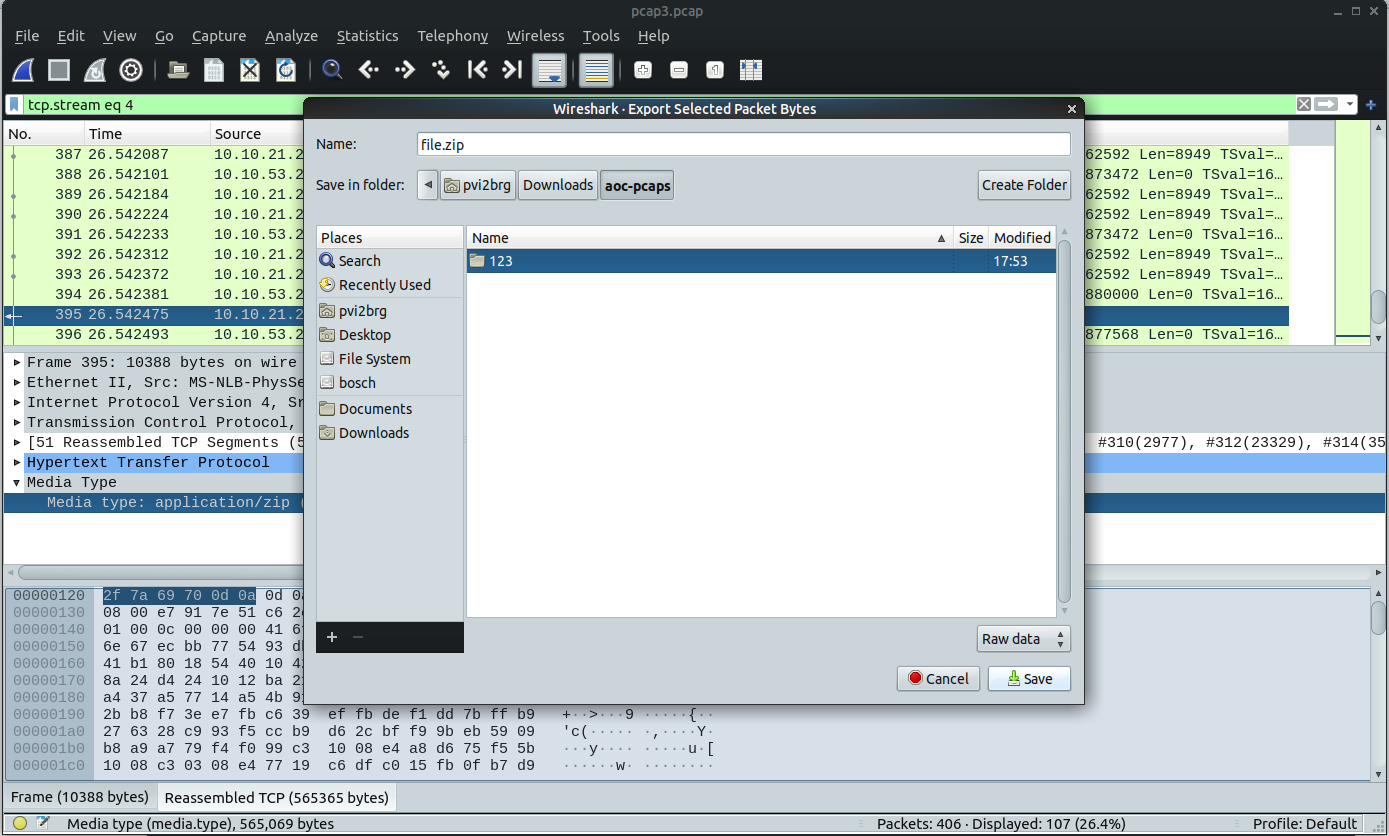 pcap3.pcap
File Edit View Go Capture Analyze Statistics Telephony Wireless Tools Help
tcp.stream eq 4
Wireshark · Export Selected Packet Bytes
Name: file.zip
Save in folder: pvi2brg Downloads aoc-pcaps Create Folder
Places
Search
Recently Used
pvi2brg
Desktop
File System
bosch
Documents
Downloads
Name Size Modified
123 17:53
Raw data
Cancel Save
No. Time Source
387 26.542087 10.10.21.2 62592 Len=8949 TSval=…
388 26.542101 10.10.53.2 873472 Len=0 TSval=16…
389 26.542184 10.10.21.2 62592 Len=8949 TSval=…
390 26.542224 10.10.21.2 62592 Len=8949 TSval=…
391 26.542233 10.10.53.2 873472 Len=0 TSval=16…
392 26.542312 10.10.21.2 62592 Len=8949 TSval=…
393 26.542372 10.10.21.2 62592 Len=8949 TSval=…
394 26.542381 10.10.53.2 880000 Len=0 TSval=16…
395 26.542475 10.10.21.2
396 26.542493 10.10.53.2 877568 Len=0 TSval=16…
Frame 395: 10388 bytes on wire
Ethernet II, Src: MS-NLB-PhysSe
Internet Protocol Version 4, Sr
Transmission Control Protocol,
[51 Reassembled TCP Segments (5 #310(2977), #312(23329), #314(35
Hypertext Transfer Protocol
Media Type
Media type: application/zip (
00000120 2f 7a 69 70 0d 0a 0d 0a
00000130 08 00 e7 91 7e 51 c6 2
00000140 01 00 0c 00 00 00 41 6
00000150 6e 67 ec bb 77 54 93 d
00000160 41 b1 80 18 54 40 10 4
00000170 8a 24 d4 24 10 12 ba 2
00000180 a4 37 a5 77 14 a5 4b 9
00000190 2b b8 f7 3e e7 fb c6 39 ef fb de f1 dd 7b ff b9 +··>···9 ·····{··
000001a0 27 63 28 c9 93 f5 cc b9 d6 2c bf f9 9b eb 59 09 'c(····· ·,····Y·
000001b0 b8 a9 a7 79 f4 f0 99 c3 10 08 e4 a8 d6 75 f5 5b ···y···· ·····u·[
000001c0 10 08 c3 03 08 e4 77 19 c6 df c0 15 fb 0f b7 d9 ······w· ········
Frame (10388 bytes) Reassembled TCP (565365 bytes)
Media type (media.type), 565,069 bytes Packets: 406 · Displayed: 107 (26.4%) Profile: Default